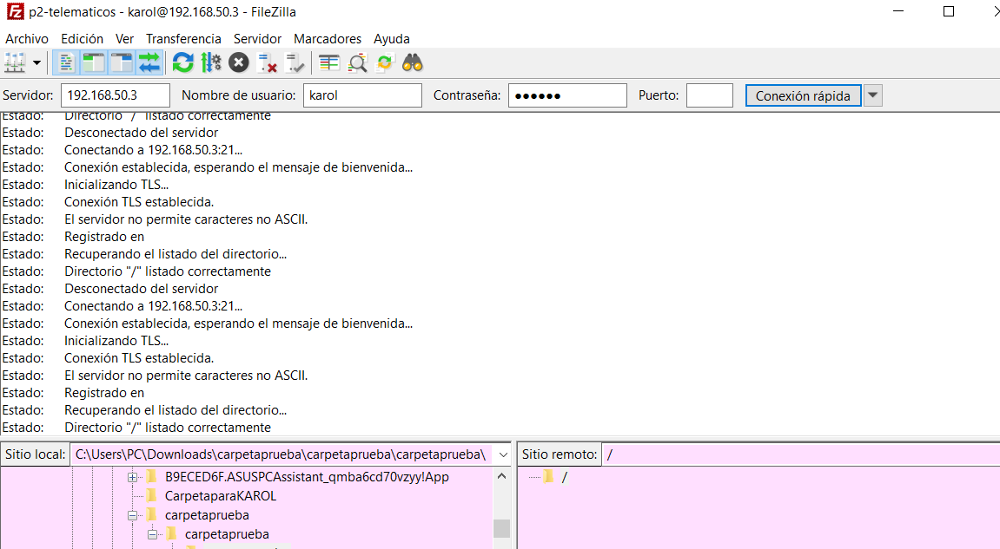 p2-telematicos - karol@192.168.50.3 - FileZilla
Archivo Edición Ver Transferencia Servidor Marcadores Ayuda
Servidor: 192.168.50.3 Nombre de usuario: karol Contraseña: ●●●●●● Puerto: Conexión rápida
Estado: Directorio "/" listado correctamente
Estado: Desconectado del servidor
Estado: Conectando a 192.168.50.3:21...
Estado: Conexión establecida, esperando el mensaje de bienvenida...
Estado: Inicializando TLS...
Estado: Conexión TLS establecida.
Estado: El servidor no permite caracteres no ASCII.
Estado: Registrado en
Estado: Recuperando el listado del directorio...
Estado: Directorio "/" listado correctamente
Estado: Desconectado del servidor
Estado: Conectando a 192.168.50.3:21...
Estado: Conexión establecida, esperando el mensaje de bienvenida...
Estado: Inicializando TLS...
Estado: Conexión TLS establecida.
Estado: El servidor no permite caracteres no ASCII.
Estado: Registrado en
Estado: Recuperando el listado del directorio...
Estado: Directorio "/" listado correctamente
Sitio local: C:\Users\PC\Downloads\carpetaprueba\carpetaprueba\carpetaprueba\
B9ECED6F.ASUSPCAssistant_qmba6cd70vzyy!App
CarpetaparaKAROL
carpetaprueba
carpetaprueba
Sitio remoto: /
/